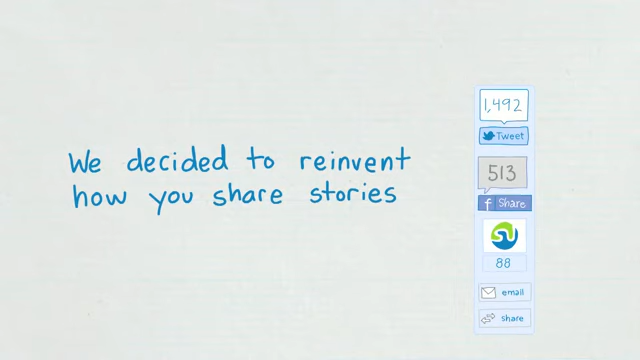 We decided to reinvent
how you share stories
1,492
Tweet
513
f Share
88
email
share